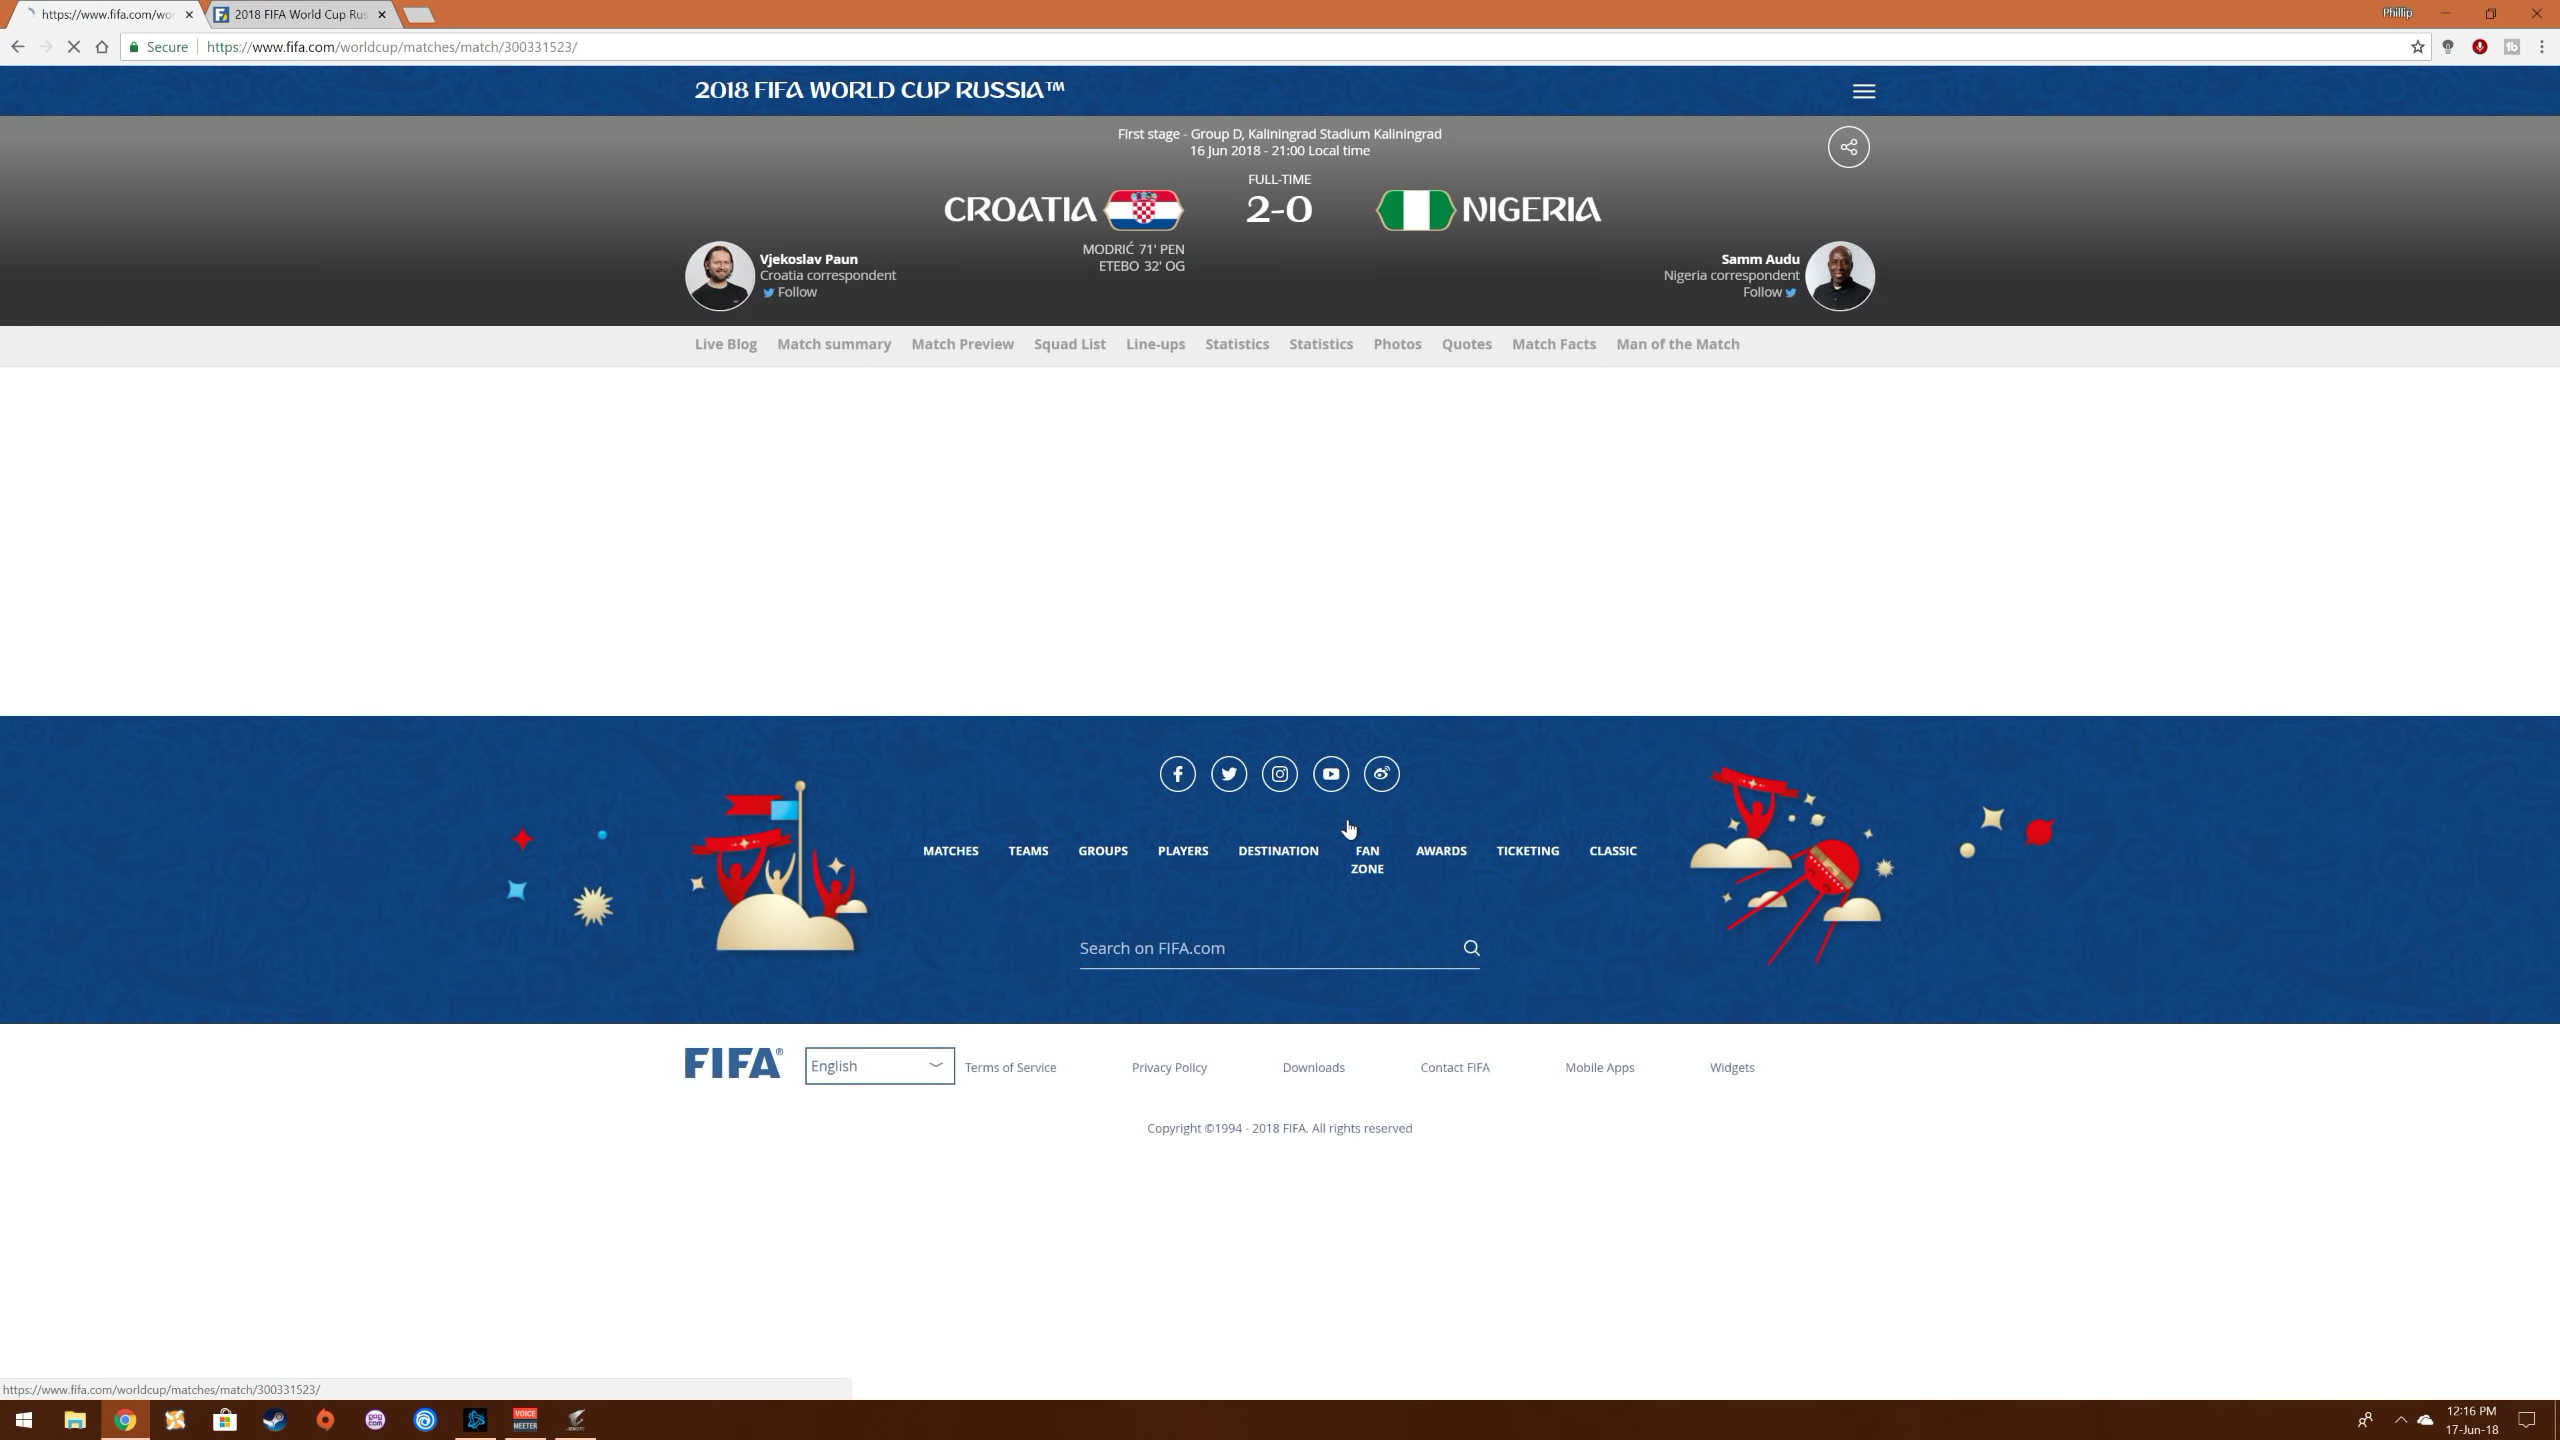 https://www.fifa.com/wo
2018 FIFA World Cup Rus
Phillip
Secure https://www.fifa.com/worldcup/matches/match/300331523/
2018 FIFA WORLD CUP RUSSIA™
First stage - Group D, Kaliningrad Stadium Kaliningrad
16 Jun 2018 - 21:00 Local time
FULL-TIME
CROATIA 2-0 NIGERIA
MODRIĆ 71' PEN
ETEBO 32' OG
Vjekoslav Paun
Croatia correspondent
Follow
Samm Audu
Nigeria correspondent
Follow
Live Blog Match summary Match Preview Squad List Line-ups Statistics Statistics Photos Quotes Match Facts Man of the Match
MATCHES TEAMS GROUPS PLAYERS DESTINATION FAN ZONE AWARDS TICKETING CLASSIC
Search on FIFA.com
FIFA® English Terms of Service Privacy Policy Downloads Contact FIFA Mobile Apps Widgets
Copyright ©1994 - 2018 FIFA. All rights reserved
https://www.fifa.com/worldcup/matches/match/300331523/
VOICE
MEETER
12:16 PM
17-Jun-18